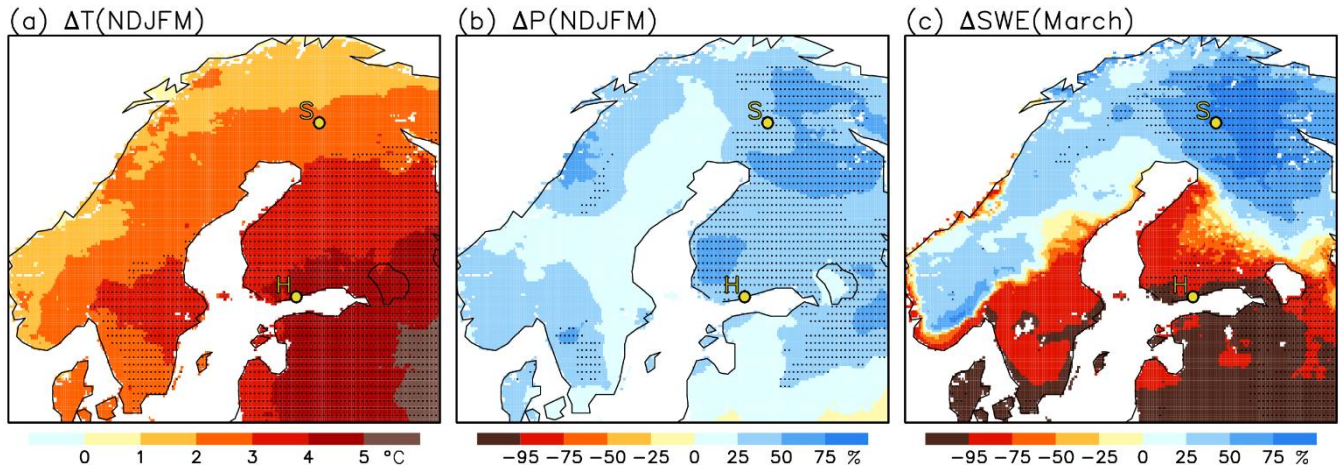 (a) ΔT(NDJFM) (b) ΔP(NDJFM) (c) ΔSWE(March)
S S S
H H H
0 1 2 3 4 5 °C −95 −75 −50 −25 0 25 50 75 % −95 −75 −50 −25 0 25 50 75 %